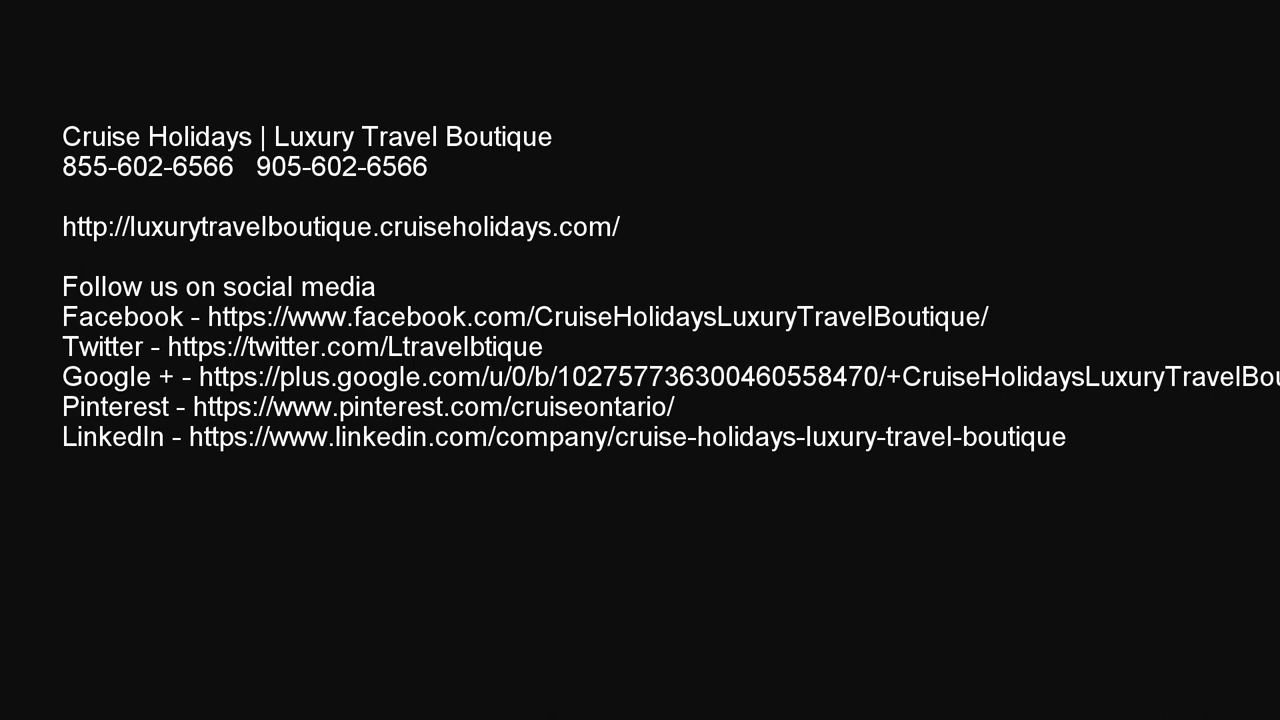 Cruise Holidays | Luxury Travel Boutique
855-602-6566   905-602-6566
http://luxurytravelboutique.cruiseholidays.com/
Follow us on social media
Facebook - https://www.facebook.com/CruiseHolidaysLuxuryTravelBoutique/
Twitter - https://twitter.com/Ltravelbtique
Google + - https://plus.google.com/u/0/b/102757736300460558470/+CruiseHolidaysLuxuryTravelBou
Pinterest - https://www.pinterest.com/cruiseontario/
LinkedIn - https://www.linkedin.com/company/cruise-holidays-luxury-travel-boutique